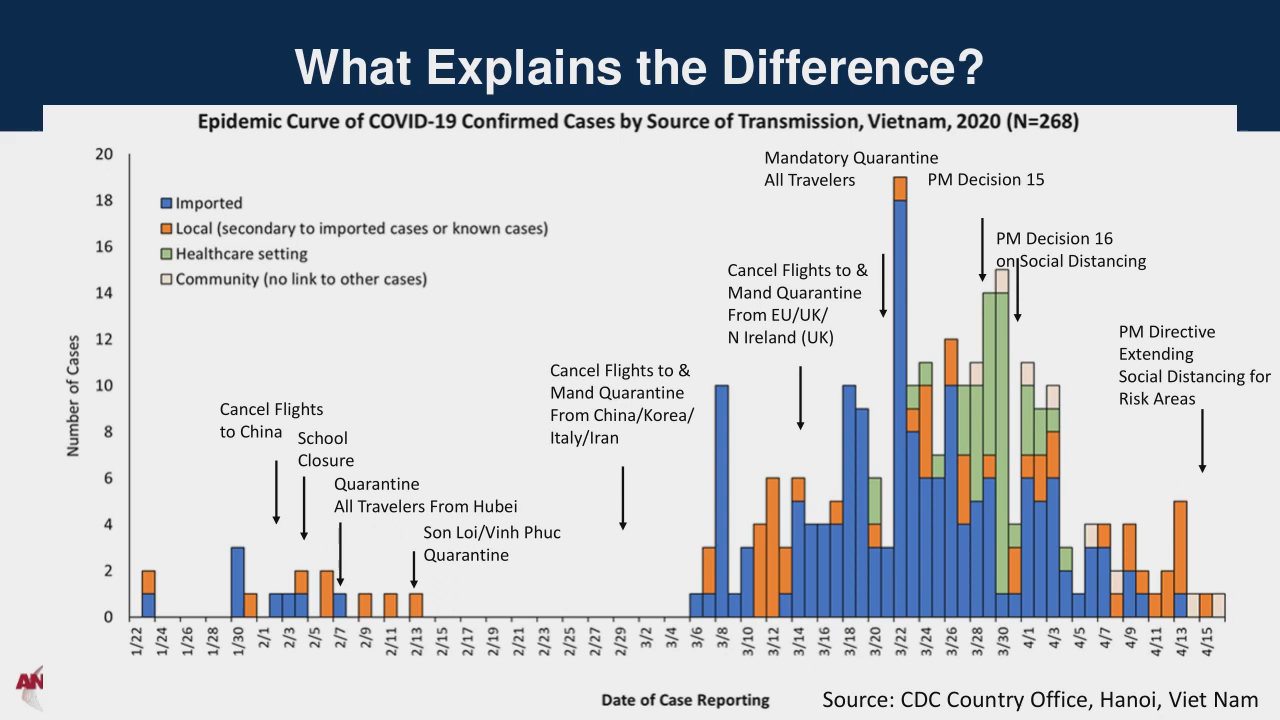 What Explains the Difference?
Epidemic Curve of COVID-19 Confirmed Cases by Source of Transmission, Vietnam, 2020 (N=268)
Number of Cases
20
18
16
14
12
10
8
6
4
2
0
Imported
Local (secondary to imported cases or known cases)
Healthcare setting
Community (no link to other cases)
Cancel Flights
to China
School
Closure
Quarantine
All Travelers From Hubei
Son Loi/Vinh Phuc
Quarantine
Cancel Flights to &
Mand Quarantine
From China/Korea/
Italy/Iran
Cancel Flights to &
Mand Quarantine
From EU/UK/
N Ireland (UK)
Mandatory Quarantine
All Travelers
PM Decision 15
PM Decision 16
on Social Distancing
PM Directive
Extending
Social Distancing for
Risk Areas
1/22 1/24 1/26 1/28 1/30 2/1 2/3 2/5 2/7 2/9 2/11 2/13 2/15 2/17 2/19 2/21 2/23 2/25 2/27 2/29 3/2 3/4 3/6 3/8 3/10 3/12 3/14 3/16 3/18 3/20 3/22 3/24 3/26 3/28 3/30 4/1 4/3 4/5 4/7 4/9 4/11 4/13 4/15
Date of Case Reporting
AN
Source: CDC Country Office, Hanoi, Viet Nam